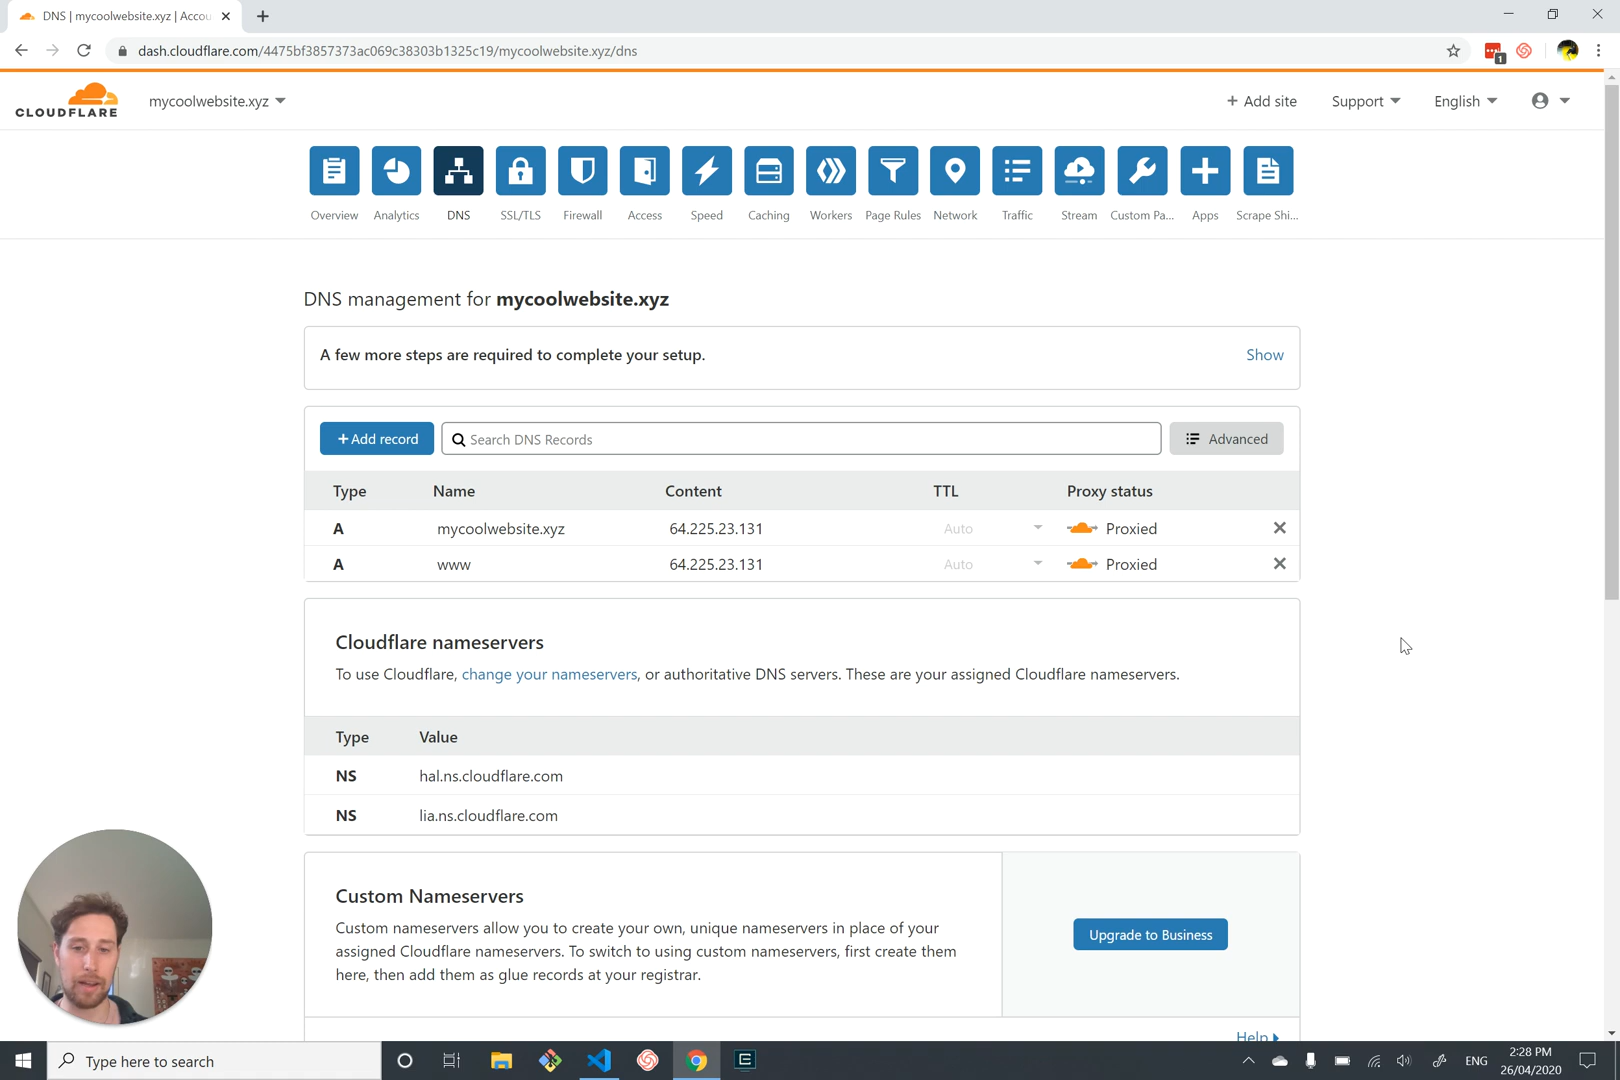 DNS | mycoolwebsite.xyz | Accou
dash.cloudflare.com/4475bf3857373ac069c38303b1325c19/mycoolwebsite.xyz/dns
1
CLOUDFLARE
mycoolwebsite.xyz
+ Add site
Support
English
Overview
Analytics
DNS
SSL/TLS
Firewall
Access
Speed
Caching
Workers
Page Rules
Network
Traffic
Stream
Custom Pa...
Apps
Scrape Shi...
DNS management for mycoolwebsite.xyz
A few more steps are required to complete your setup.
Show
+ Add record
Search DNS Records
Advanced
Type Name Content TTL Proxy status
A mycoolwebsite.xyz 64.225.23.131 Auto Proxied
A www 64.225.23.131 Auto Proxied
Cloudflare nameservers
To use Cloudflare, change your nameservers, or authoritative DNS servers. These are your assigned Cloudflare nameservers.
Type Value
NS hal.ns.cloudflare.com
NS lia.ns.cloudflare.com
Custom Nameservers
Custom nameservers allow you to create your own, unique nameservers in place of your
assigned Cloudflare nameservers. To switch to using custom nameservers, first create them
here, then add them as glue records at your registrar.
Upgrade to Business
Help
Type here to search
ENG
2:28 PM
26/04/2020